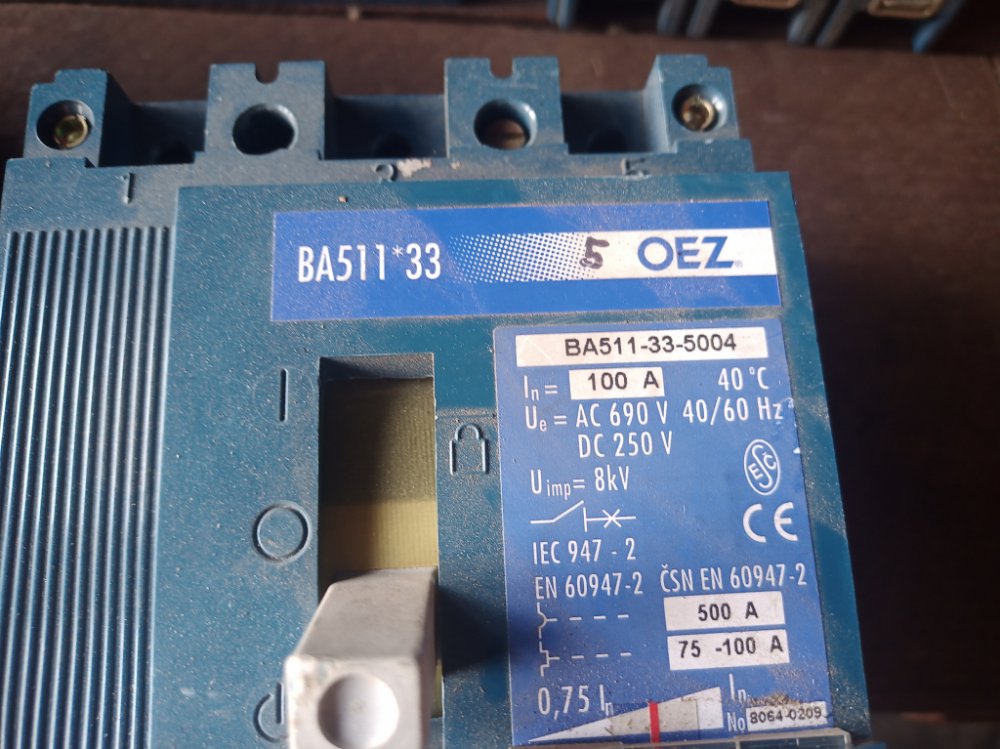 1 3 5
BA511*33 5 OEZ®
BA511-33-5004
In = 100 A 40 °C
Ue = AC 690 V 40/60 Hz
DC 250 V
Uimp = 8kV
ESČ
CE
IEC 947 - 2
EN 60947-2 ČSN EN 60947-2
500 A
75 -100 A
0,75 In In
No 8064-0209